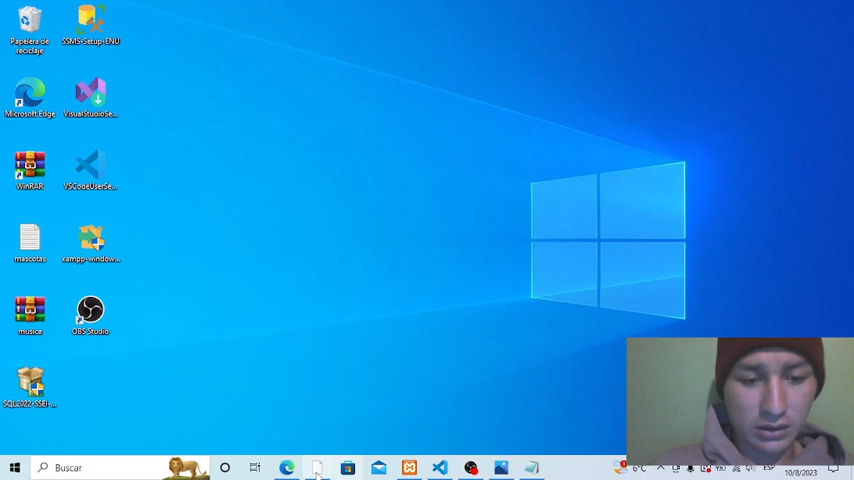 Papelera de
reciclaje
SSMS-Setup-ENU
Microsoft Edge
VisualStudioSe...
WinRAR
VSCodeUserSe...
mascotas
xampp-window...
musica
OBS Studio
SQL2022-SSEI-...
Buscar
6°C
ESP
10/8/2023